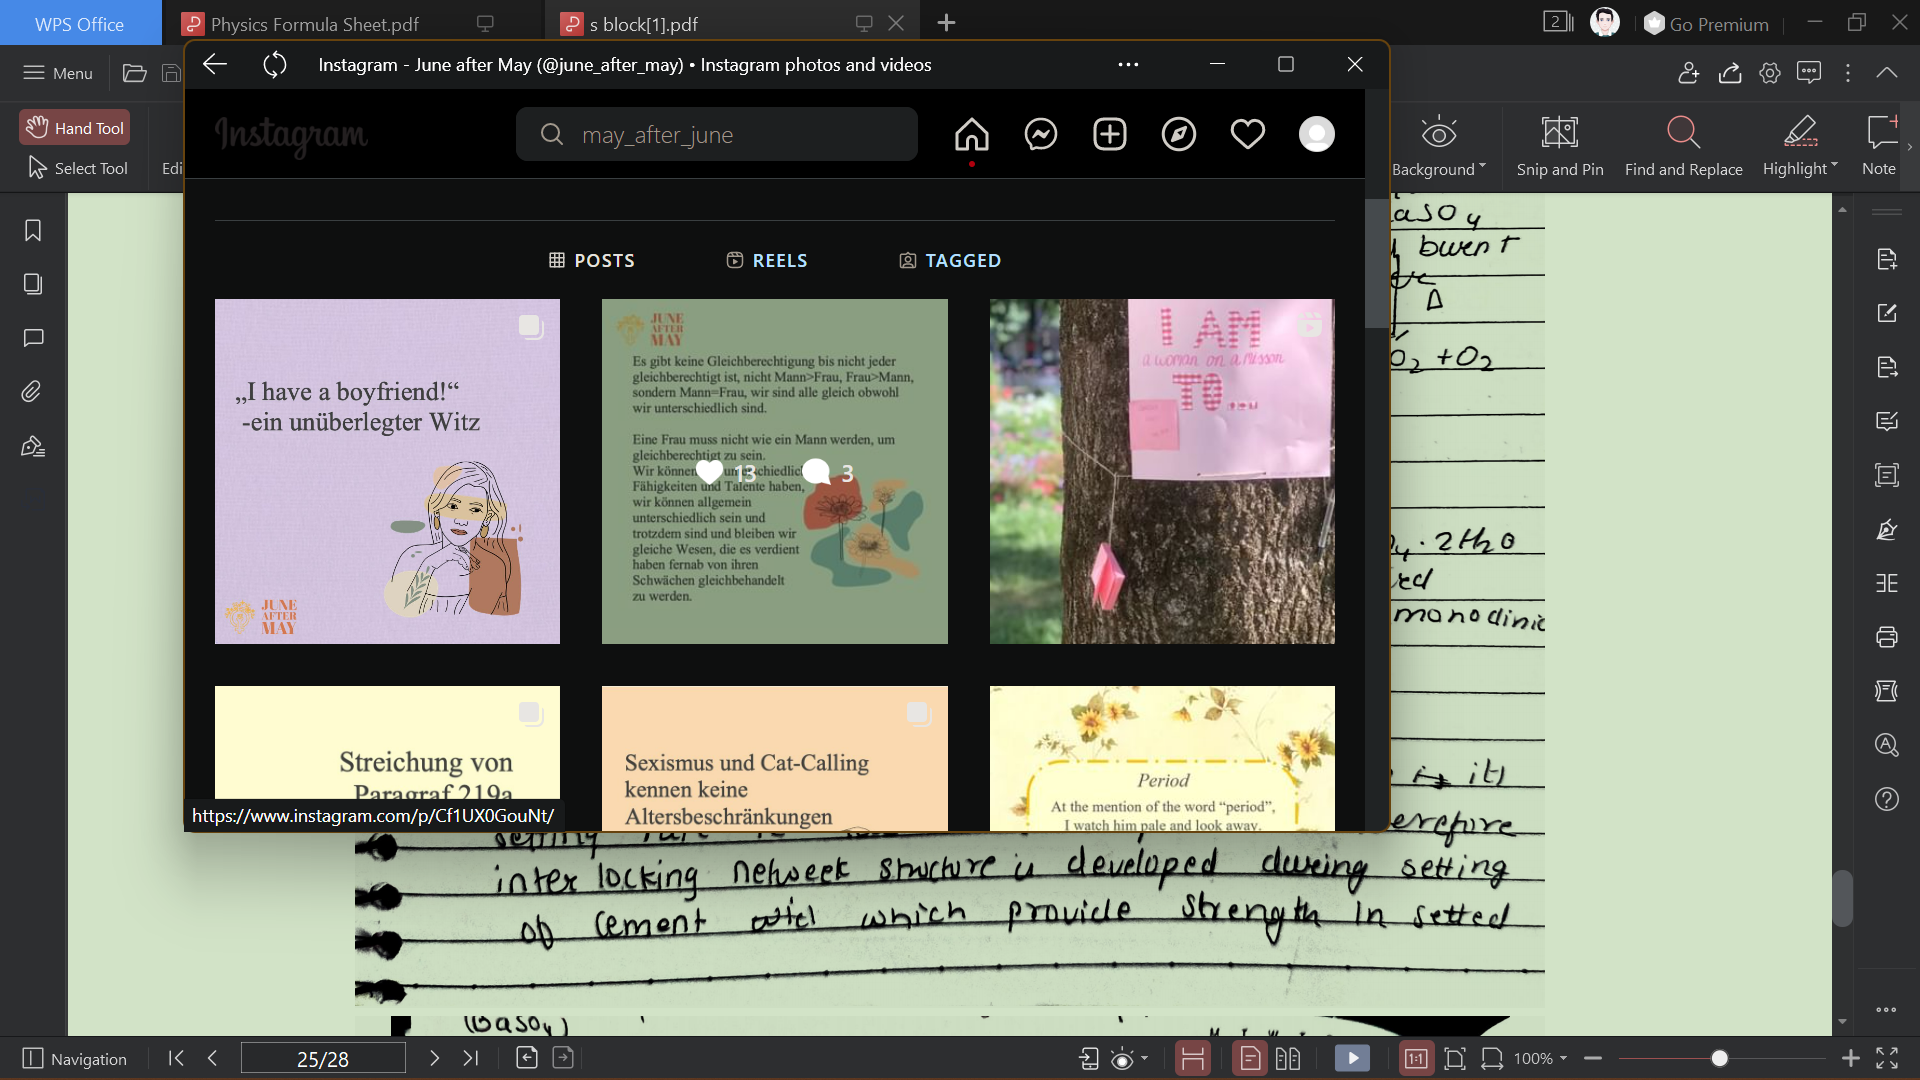 WPS Office
Physics Formula Sheet.pdf
s block[1].pdf
2
Go Premium
Menu
Instagram - June after May (@june_after_may) • Instagram photos and videos
Hand Tool
Select Tool
Edi
Instagram
may_after_june
Background
Snip and Pin
Find and Replace
Highlight
Note
POSTS
REELS
TAGGED
„I have a boyfriend!“
-ein unüberlegter Witz
JUNE
AFTER
MAY
JUNE
AFTER
MAY
Es gibt keine Gleichberechtigung bis nicht jeder
gleichberechtigt ist, nicht Mann>Frau, Frau>Mann,
sondern Mann=Frau, wir sind alle gleich obwohl
wir unterschiedlich sind.
Eine Frau muss nicht wie ein Mann werden, um
gleichberechtigt zu sein.
Wir können
13
3
Fähigkeiten und Talente haben,
wir können allgemein
unterschiedlich sein und
trotzdem sind und bleiben wir
gleiche Wesen, die es verdient
haben fernab von ihren
Schwächen gleichbehandelt
zu werden.
I AM
a woman on a misson
TO....
Streichung von
Paragraf 219a
Sexismus und Cat-Calling
kennen keine
Altersbeschränkungen
Period
At the mention of the word “period”,
I watch him pale and look away.
https://www.instagram.com/p/Cf1UX0GouNt/
aSO4
bwent
Δ
O2 +O2
4 · 2H2O
monoclinic
its
erefore
setting
inter locking netweek structure is developed dweing setting
of cement which provide strength in setted
(BaSO4)
Navigation
25/28
1:1
100%